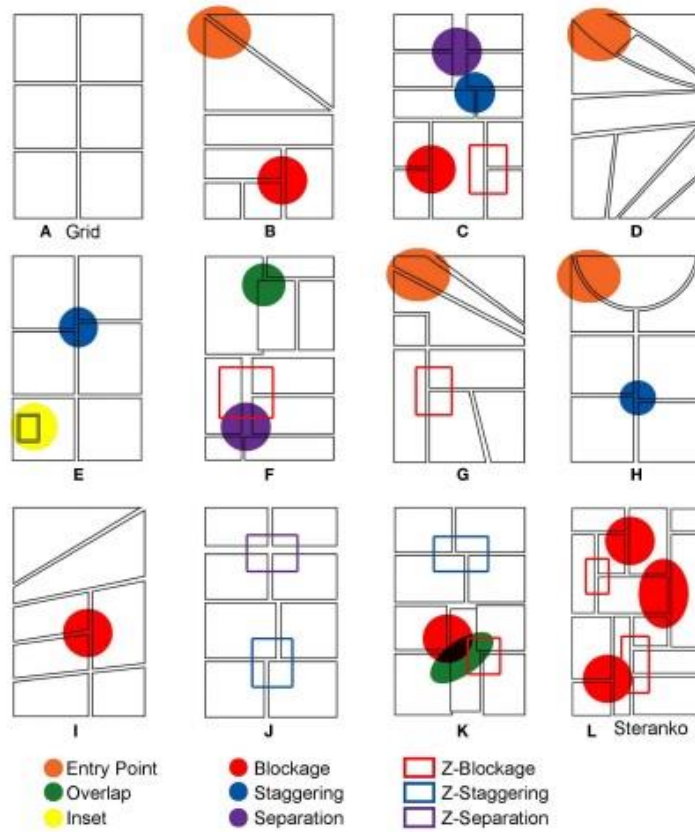 A Grid
B
C
D
E
F
G
H
I
J
K
L Steranko
Entry Point
Overlap
Inset
Blockage
Staggering
Separation
Z-Blockage
Z-Staggering
Z-Separation